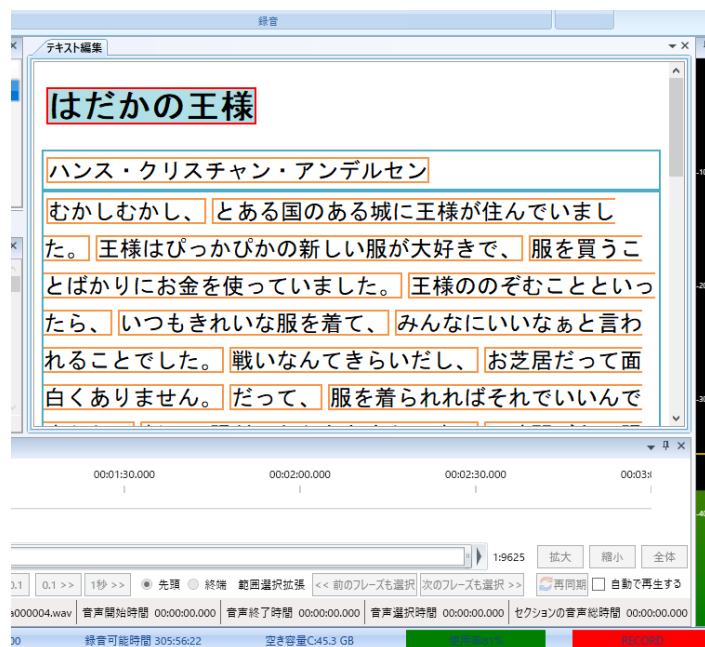 録音
テキスト編集
はだかの王様
ハンス・クリスチャン・アンデルセン
むかしむかし、 とある国のある城に王様が住んでいまし
た。 王様はぴっかぴかの新しい服が大好きで、 服を買うこ
とばかりにお金を使っていました。 王様ののぞむことといっ
たら、 いつもきれいな服を着て、 みんなにいいなぁと言わ
れることでした。 戦いなんてきらいだし、 お芝居だって面
白くありません。 だって、 服を着られればそれでいいんで
-10
-20
-30
-40
00:01:30.000 00:02:00.000 00:02:30.000 00:03:
1:9625 拡大 縮小 全体
0.1 0.1 >> 1秒 >> 先頭 終端 範囲選択拡張 << 前のフレーズも選択 次のフレーズも選択 >> 再同期 自動で再生する
a000004.wav 音声開始時間 00:00:00.000 音声終了時間 00:00:00.000 音声選択時間 00:00:00.000 セクションの音声総時間 00:00:00.000
00 録音可能時間 305:56:22 空き容量C:45.3 GB RECORD